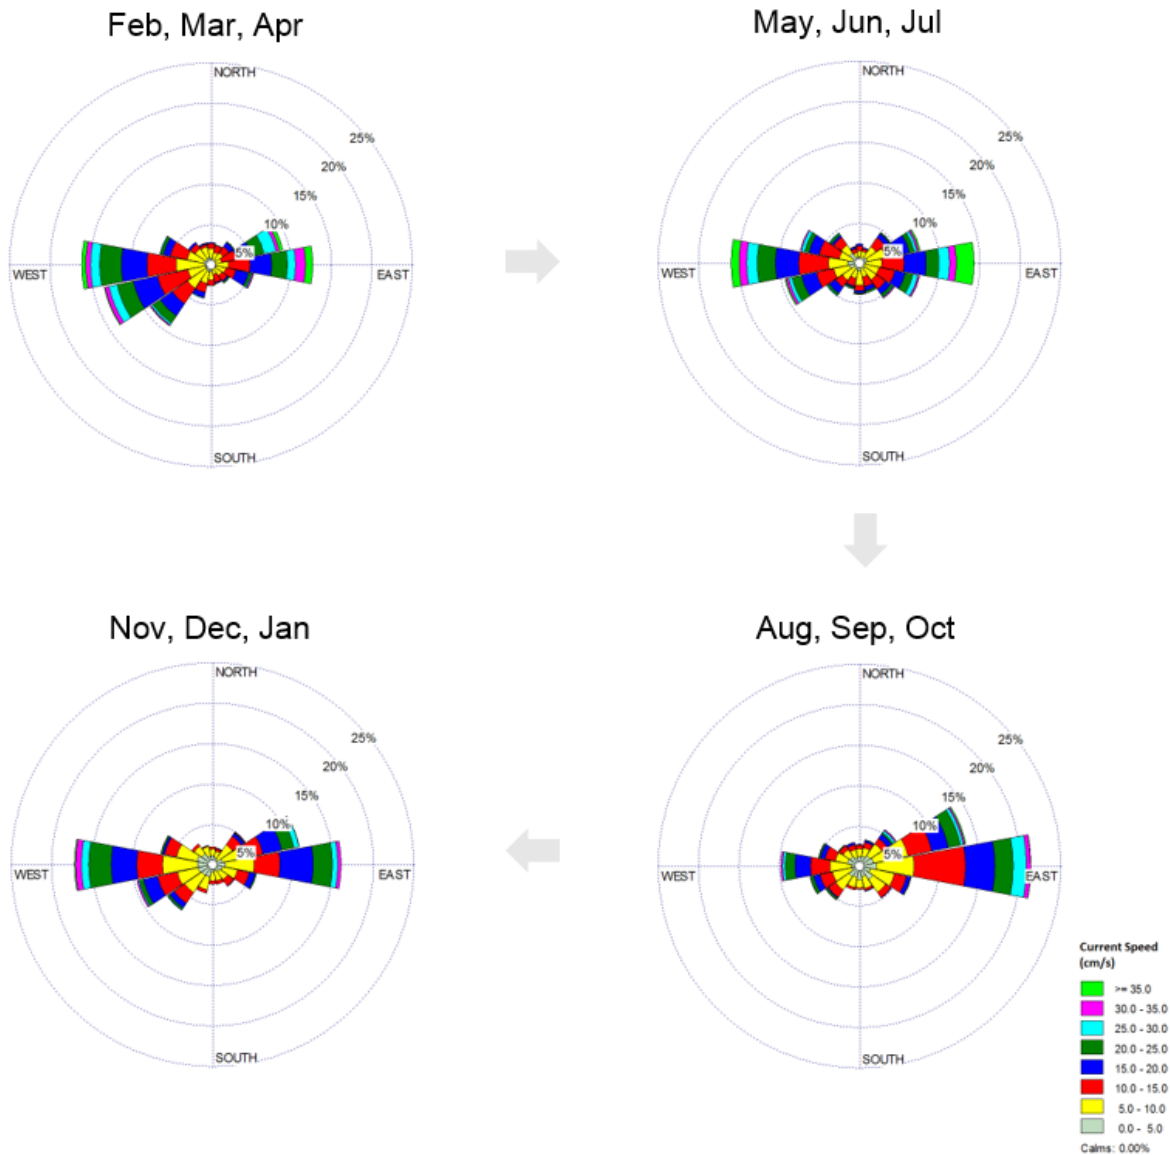 Feb, Mar, Apr
May, Jun, Jul
NORTH
25%
20%
15%
10%
5%
WEST
EAST
SOUTH
NORTH
25%
20%
15%
10%
5%
WEST
EAST
SOUTH
Nov, Dec, Jan
Aug, Sep, Oct
NORTH
25%
20%
15%
10%
5%
WEST
EAST
SOUTH
NORTH
25%
20%
15%
10%
5%
WEST
EAST
SOUTH
Current Speed
(cm/s)
>= 35.0
30.0 - 35.0
25.0 - 30.0
20.0 - 25.0
15.0 - 20.0
10.0 - 15.0
5.0 - 10.0
0.0 - 5.0
Calms: 0.00%